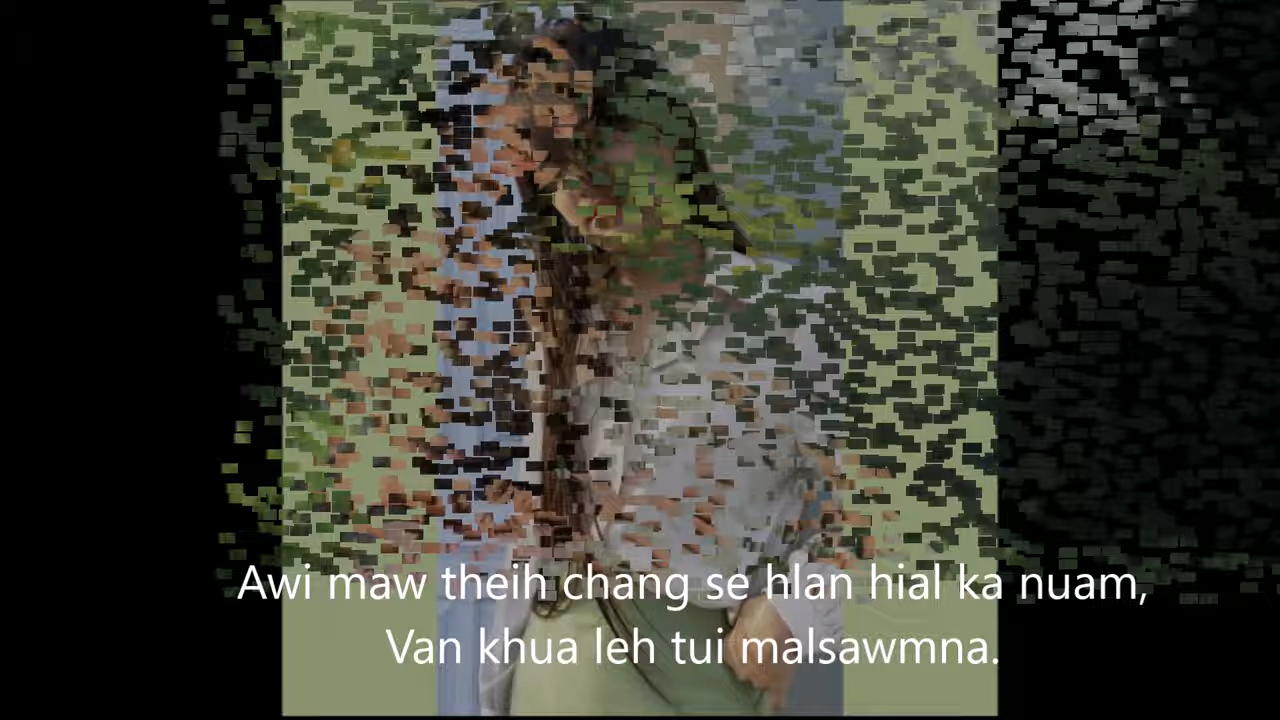 Awi maw theih chang se hlan hial ka nuam,
Van khua leh tui malsawmna.